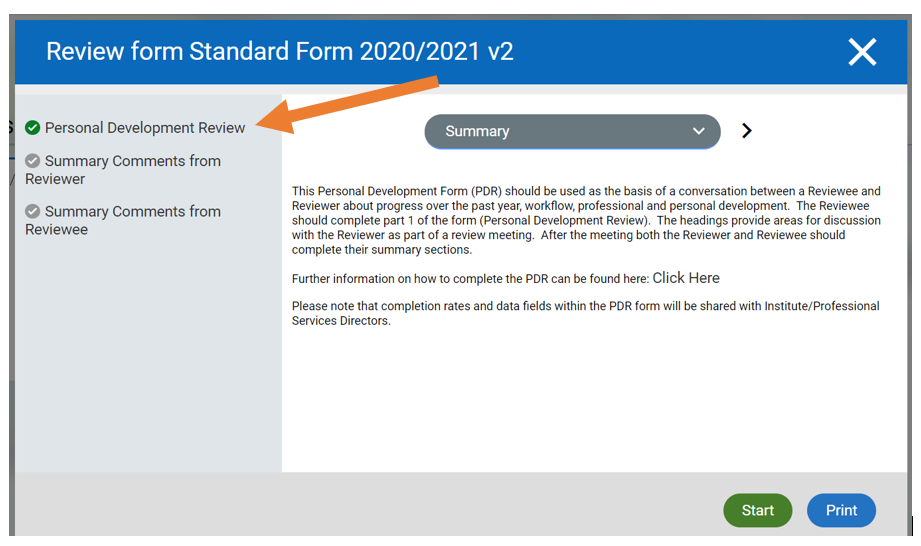 Review form Standard Form 2020/2021 v2
Personal Development Review
Summary Comments from
Reviewer
Summary Comments from
Reviewee
Summary
This Personal Development Form (PDR) should be used as the basis of a conversation between a Reviewee and
Reviewer about progress over the past year, workflow, professional and personal development. The Reviewee
should complete part 1 of the form (Personal Development Review). The headings provide areas for discussion
with the Reviewer as part of a review meeting. After the meeting both the Reviewer and Reviewee should
complete their summary sections.
Further information on how to complete the PDR can be found here: Click Here
Please note that completion rates and data fields within the PDR form will be shared with Institute/Professional
Services Directors.
Start
Print